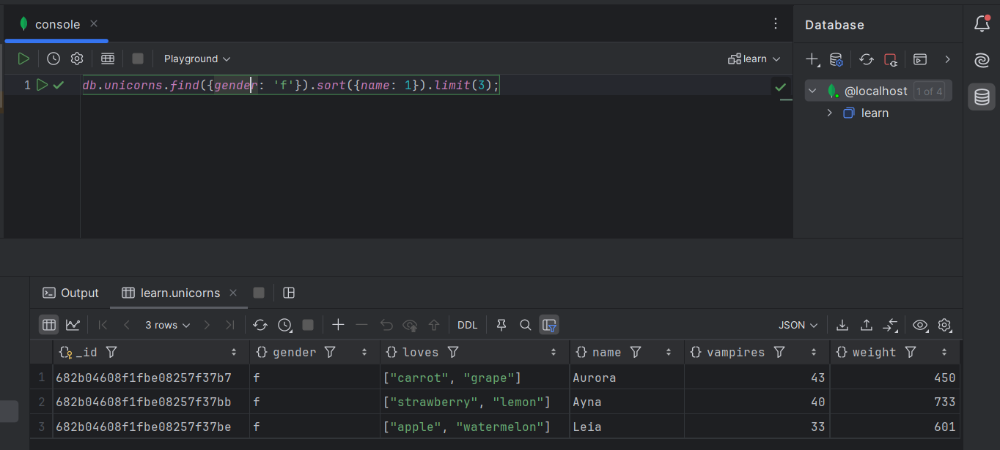 console
Database
Playground
learn
1
db.unicorns.find({gender: 'f'}).sort({name: 1}).limit(3);
@localhost 1 of 4
learn
Output
learn.unicorns
3 rows
DDL
JSON
_id gender loves name vampires weight
1 682b04608f1fbe08257f37b7 f ["carrot", "grape"] Aurora 43 450
2 682b04608f1fbe08257f37bb f ["strawberry", "lemon"] Ayna 40 733
3 682b04608f1fbe08257f37be f ["apple", "watermelon"] Leia 33 601